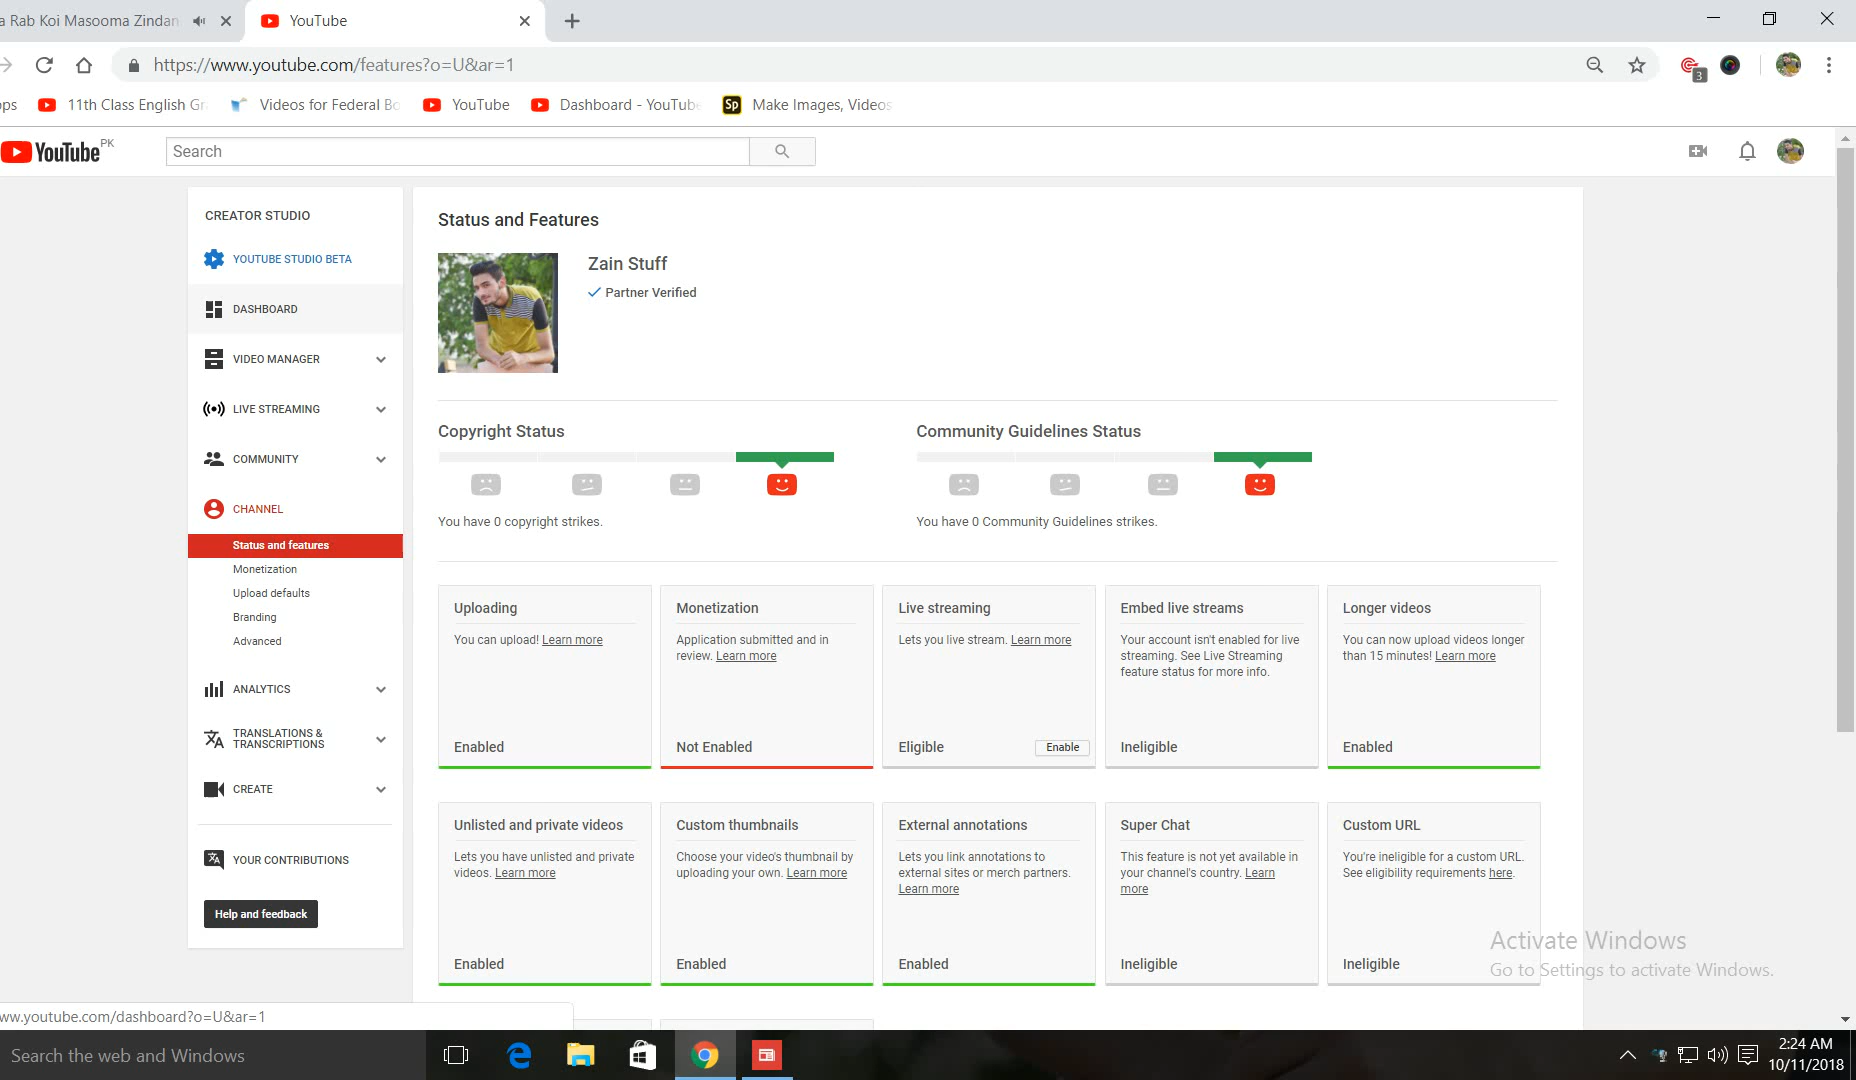 a Rab Koi Masooma Zindan
YouTube
https://www.youtube.com/features?o=U&ar=1
3
ps
11th Class English Gr
Videos for Federal Bo
YouTube
Dashboard - YouTube
Sp
Make Images, Videos
YouTube PK
Search
CREATOR STUDIO
YOUTUBE STUDIO BETA
DASHBOARD
VIDEO MANAGER
LIVE STREAMING
COMMUNITY
CHANNEL
Status and features
Monetization
Upload defaults
Branding
Advanced
ANALYTICS
TRANSLATIONS &
TRANSCRIPTIONS
CREATE
YOUR CONTRIBUTIONS
Help and feedback
Status and Features
Zain Stuff
Partner Verified
Copyright Status
You have 0 copyright strikes.
Community Guidelines Status
You have 0 Community Guidelines strikes.
Uploading
You can upload! Learn more
Enabled
Monetization
Application submitted and in
review. Learn more
Not Enabled
Live streaming
Lets you live stream. Learn more
Eligible
Enable
Embed live streams
Your account isn't enabled for live
streaming. See Live Streaming
feature status for more info.
Ineligible
Longer videos
You can now upload videos longer
than 15 minutes! Learn more
Enabled
Unlisted and private videos
Lets you have unlisted and private
videos. Learn more
Enabled
Custom thumbnails
Choose your video's thumbnail by
uploading your own. Learn more
Enabled
External annotations
Lets you link annotations to
external sites or merch partners.
Learn more
Enabled
Super Chat
This feature is not yet available in
your channel's country. Learn
more
Ineligible
Custom URL
You're ineligible for a custom URL.
See eligibility requirements here.
Ineligible
Activate Windows
Go to Settings to activate Windows.
ww.youtube.com/dashboard?o=U&ar=1
Search the web and Windows
2:24 AM
10/11/2018